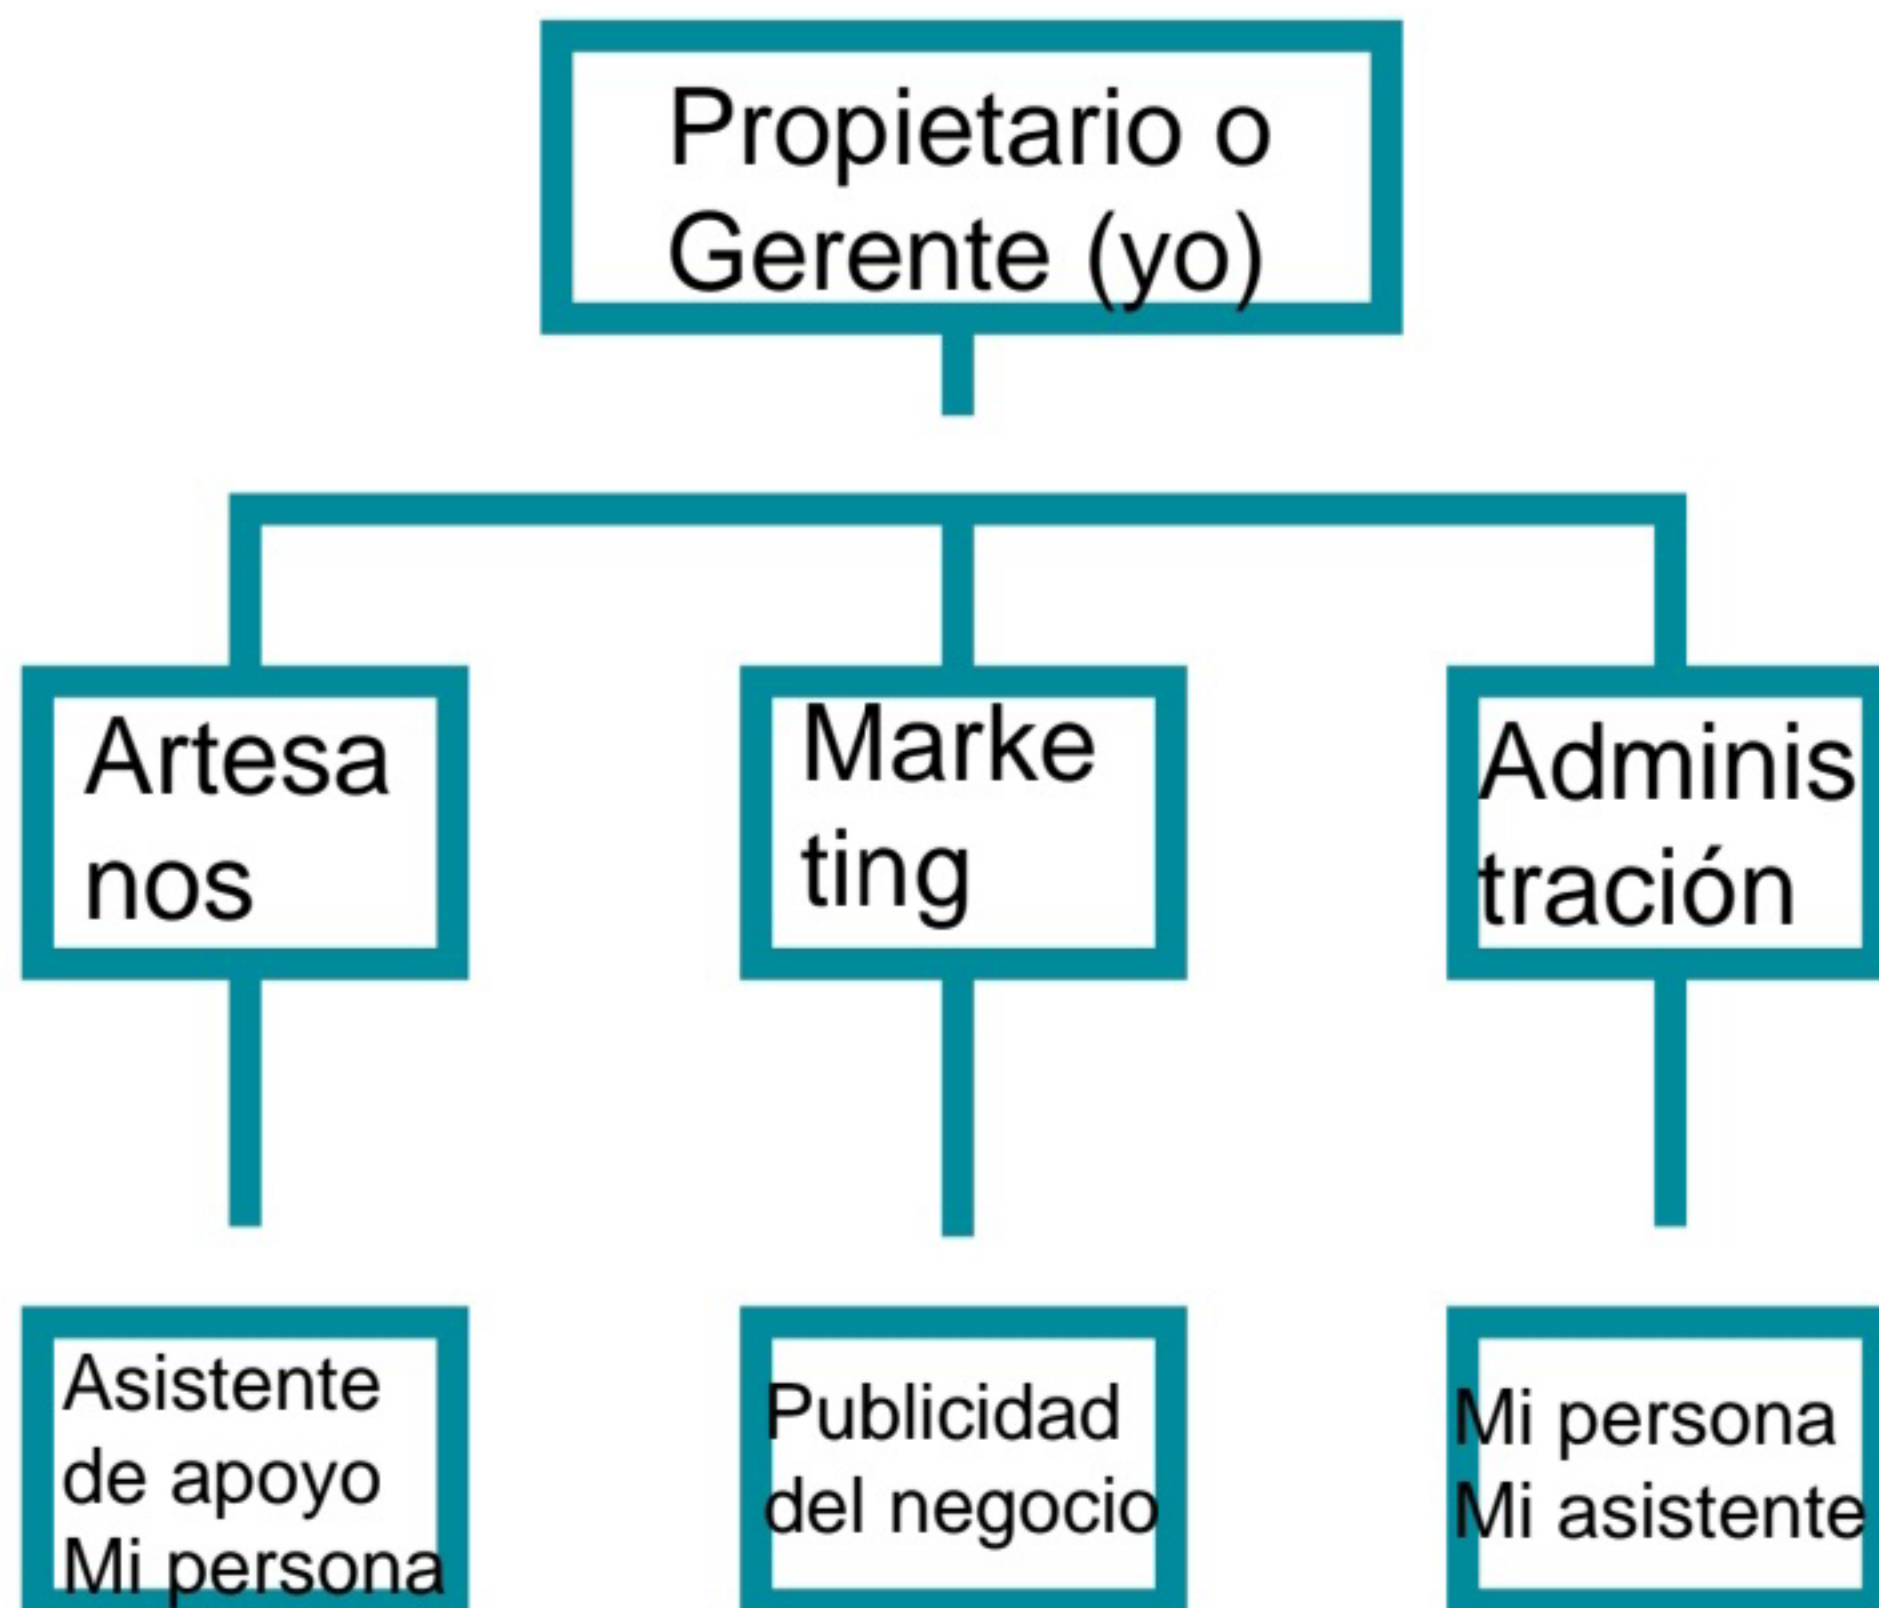 Propietario o
Gerente (yo)
Artesa
nos
Marke
ting
Adminis
tración
Asistente
de apoyo
Mi persona
Publicidad
del negocio
Mi persona
Mi asistente